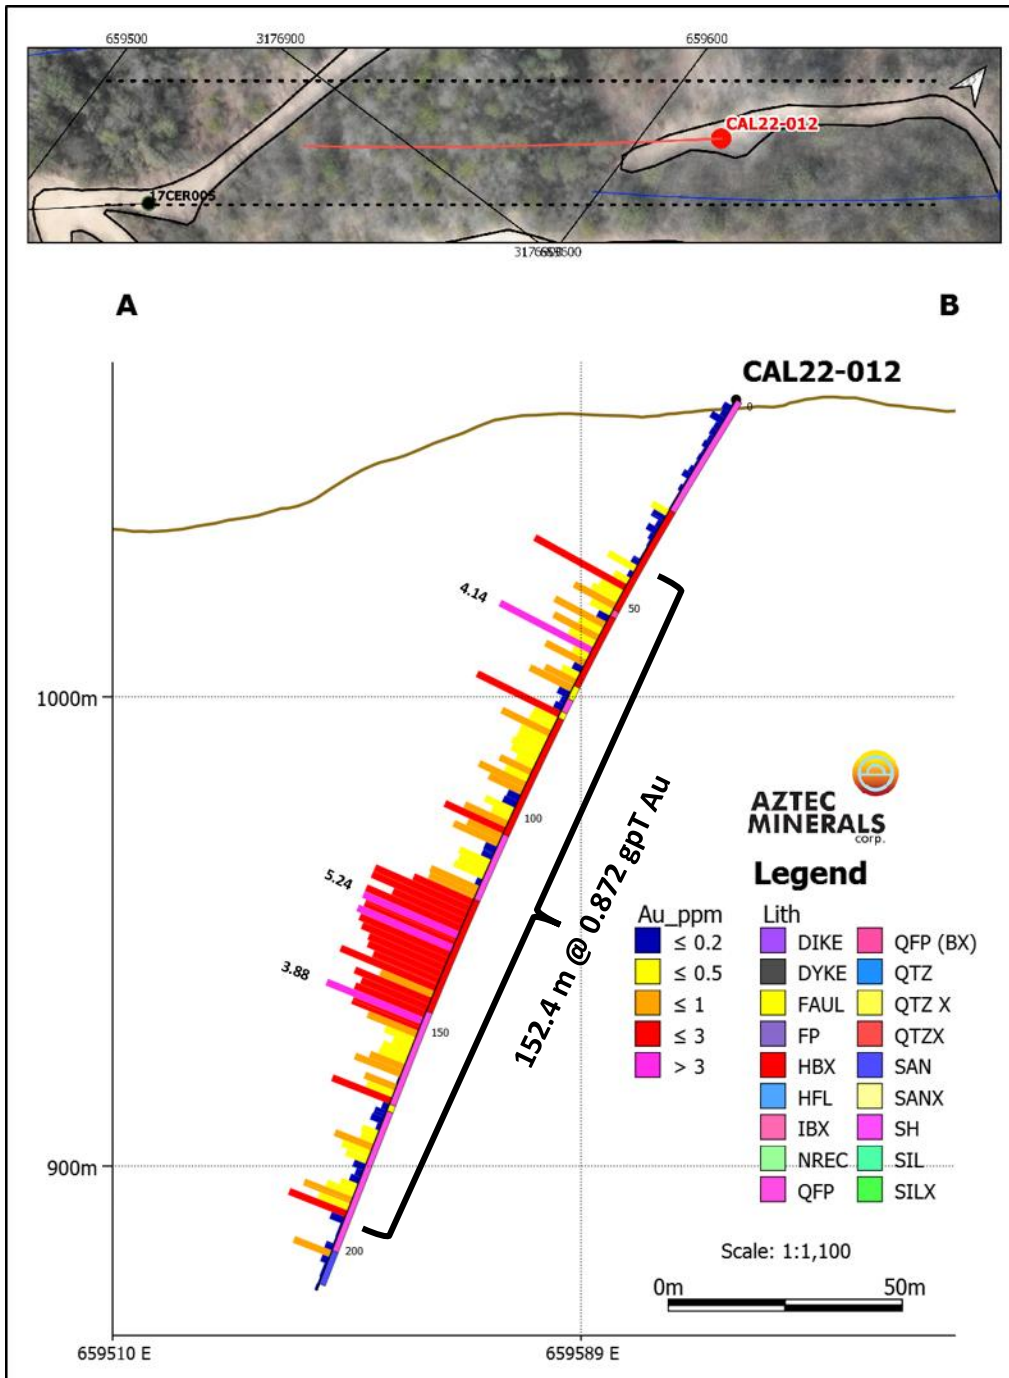 659500
3176900
659600
CAL22-012
17CER005
A
B
CAL22-012
0
4.14
50
1000m
100
5.24
3.88
150
152.4 m @ 0.872 gpT Au
900m
200
AZTEC
MINERALS
corp.
Legend
Au_ppm
≤ 0.2
≤ 0.5
≤ 1
≤ 3
> 3
Lith
DIKE
DYKE
FAUL
FP
HBX
HFL
IBX
NREC
QFP
QFP (BX)
QTZ
QTZ X
QTZX
SAN
SANX
SH
SIL
SILX
Scale: 1:1,100
0m
50m
659510 E
659589 E